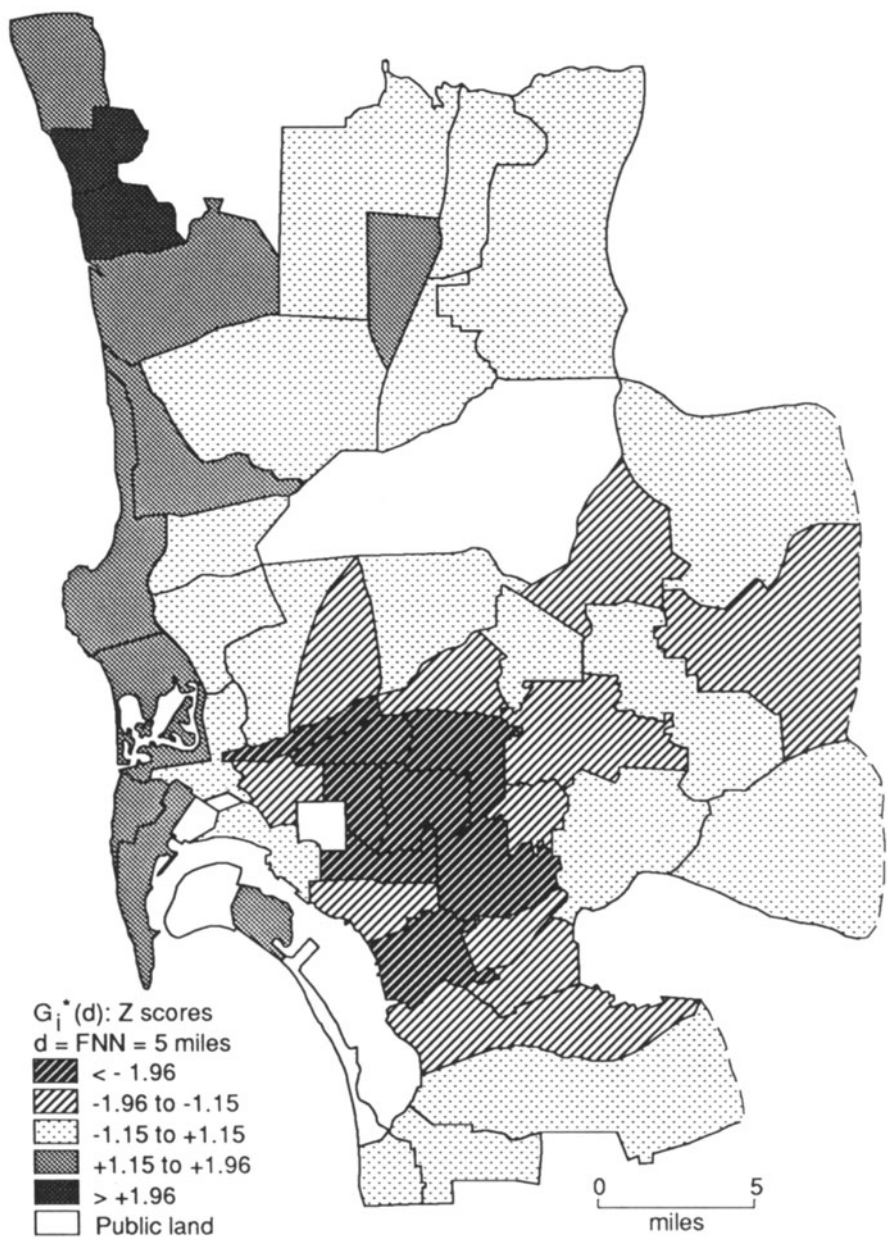 G_i^*(d): Z scores
d = FNN = 5 miles
< - 1.96
-1.96 to -1.15
-1.15 to +1.15
+1.15 to +1.96
> +1.96
Public land
0 5
miles